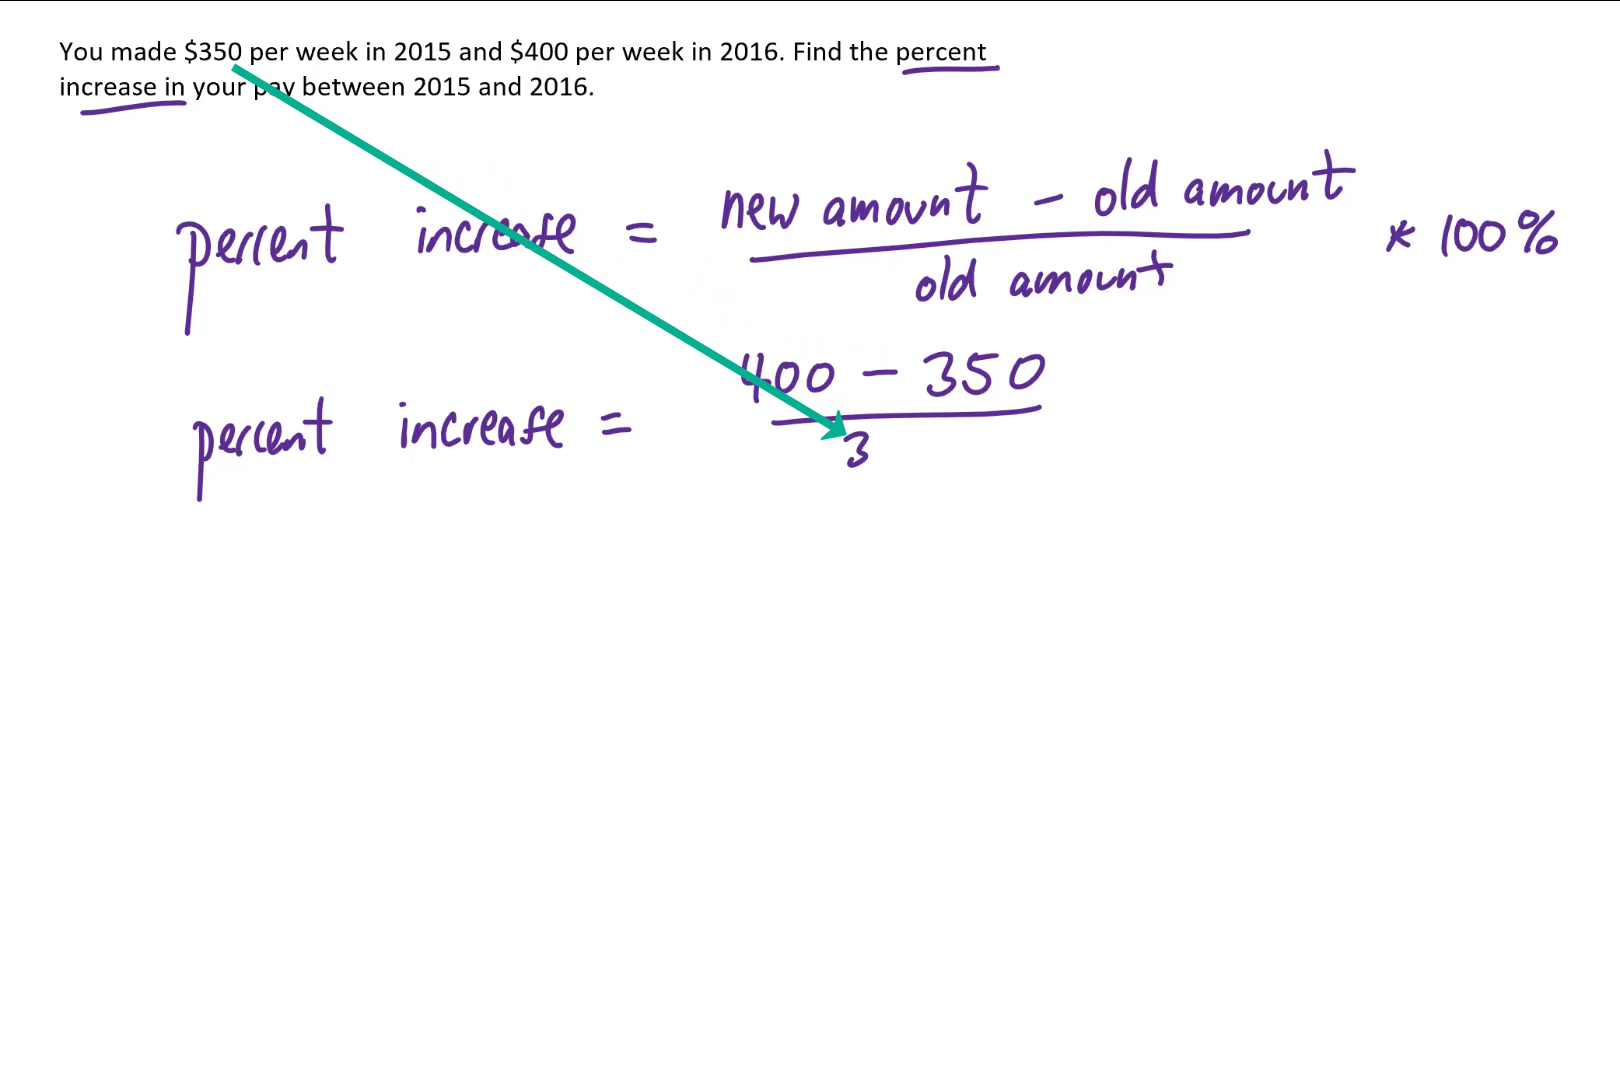 You made $350 per week in 2015 and $400 per week in 2016. Find the percent
increase in your pay between 2015 and 2016.
percent increase = new amount - old amount * 100%
old amount
percent increase = 400 - 350
3